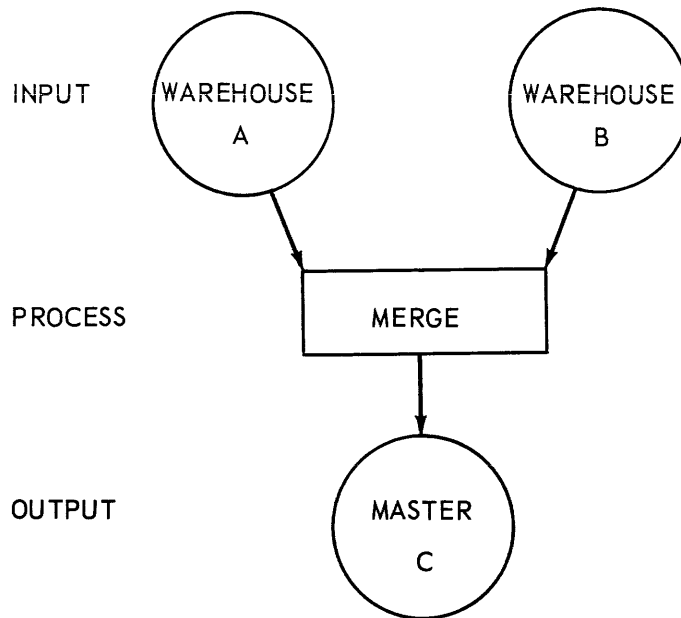 INPUT
WAREHOUSE
A
WAREHOUSE
B
PROCESS
MERGE
OUTPUT
MASTER
C